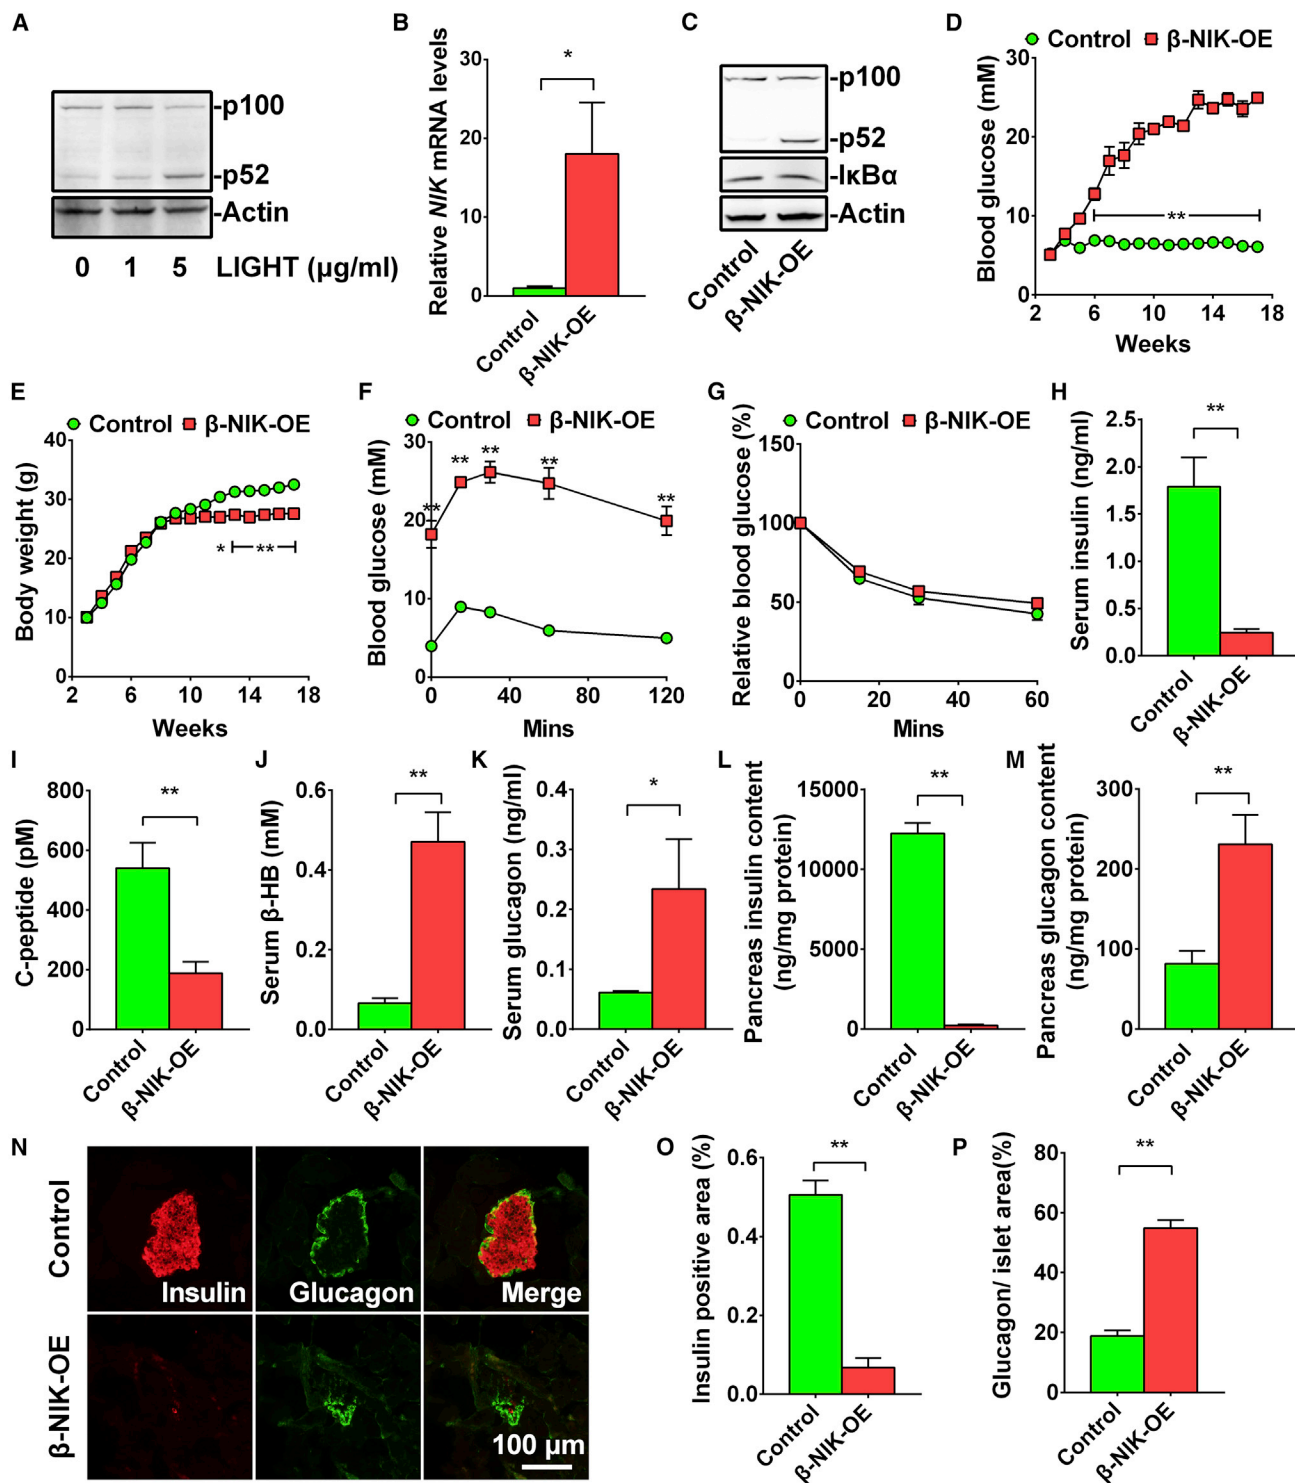 A
-p100
-p52
-Actin
0 1 5 LIGHT (μg/ml)
B
Relative NIK mRNA levels
30
20
10
0
*
Control
β-NIK-OE
C
-p100
-p52
-IκBα
-Actin
Control
β-NIK-OE
D
Control β-NIK-OE
Blood glucose (mM)
30
20
10
0
**
2 6 10 14 18
Weeks
E
Control β-NIK-OE
Body weight (g)
40
30
20
10
0
* **
2 6 10 14 18
Weeks
F
Control β-NIK-OE
Blood glucose (mM)
30
20
10
0
** ** ** ** **
0 40 80 120
Mins
G
Control β-NIK-OE
Relative blood glucose (%)
150
100
50
0
0 20 40 60
Mins
H
Serum insulin (ng/ml)
2.5
2.0
1.5
1.0
0.5
0.0
**
Control
β-NIK-OE
I
C-peptide (pM)
800
600
400
200
0
**
Control
β-NIK-OE
J
Serum β-HB (mM)
0.6
0.4
0.2
0.0
**
Control
β-NIK-OE
K
Serum glucagon (ng/ml)
0.4
0.3
0.2
0.1
0.0
*
Control
β-NIK-OE
L
Pancreas insulin content
(ng/mg protein)
15000
10000
5000
0
**
Control
β-NIK-OE
M
Pancreas glucagon content
(ng/mg protein)
300
200
100
0
**
Control
β-NIK-OE
N
Control
Insulin Glucagon Merge
β-NIK-OE
100 μm
O
Insulin positive area (%)
0.6
0.4
0.2
0.0
**
Control
β-NIK-OE
P
Glucagon/ islet area(%)
80
60
40
20
0
**
Control
β-NIK-OE